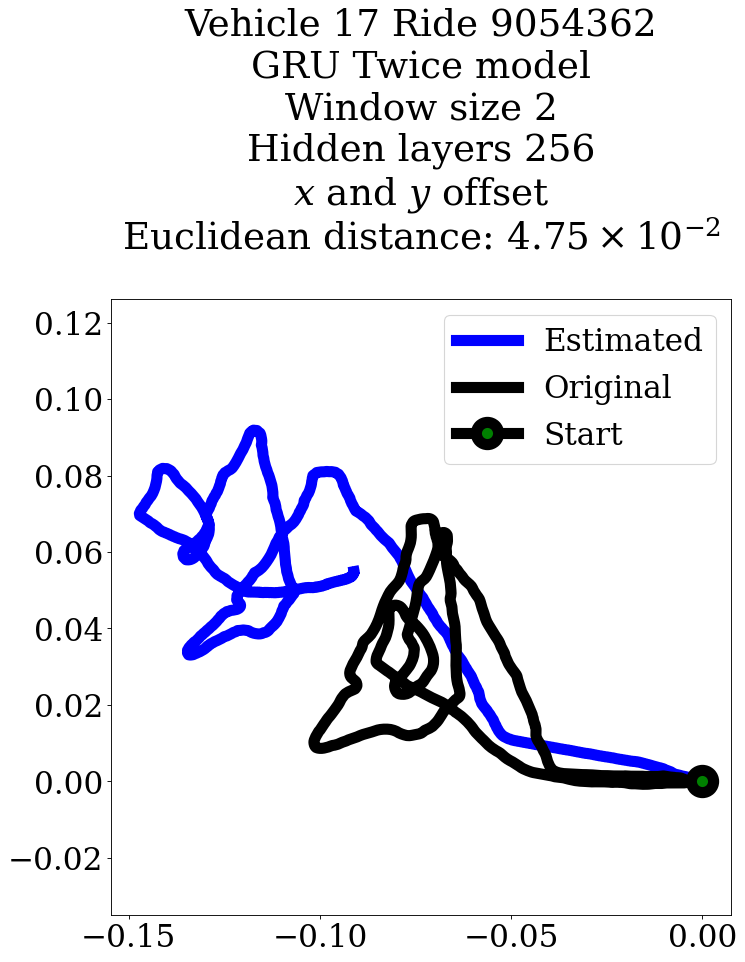 Vehicle 17 Ride 9054362
GRU Twice model
Window size 2
Hidden layers 256
x and y offset
Euclidean distance: 4.75 × 10⁻²
Estimated
Original
Start
0.12
0.10
0.08
0.06
0.04
0.02
0.00
−0.02
−0.15 −0.10 −0.05 0.00